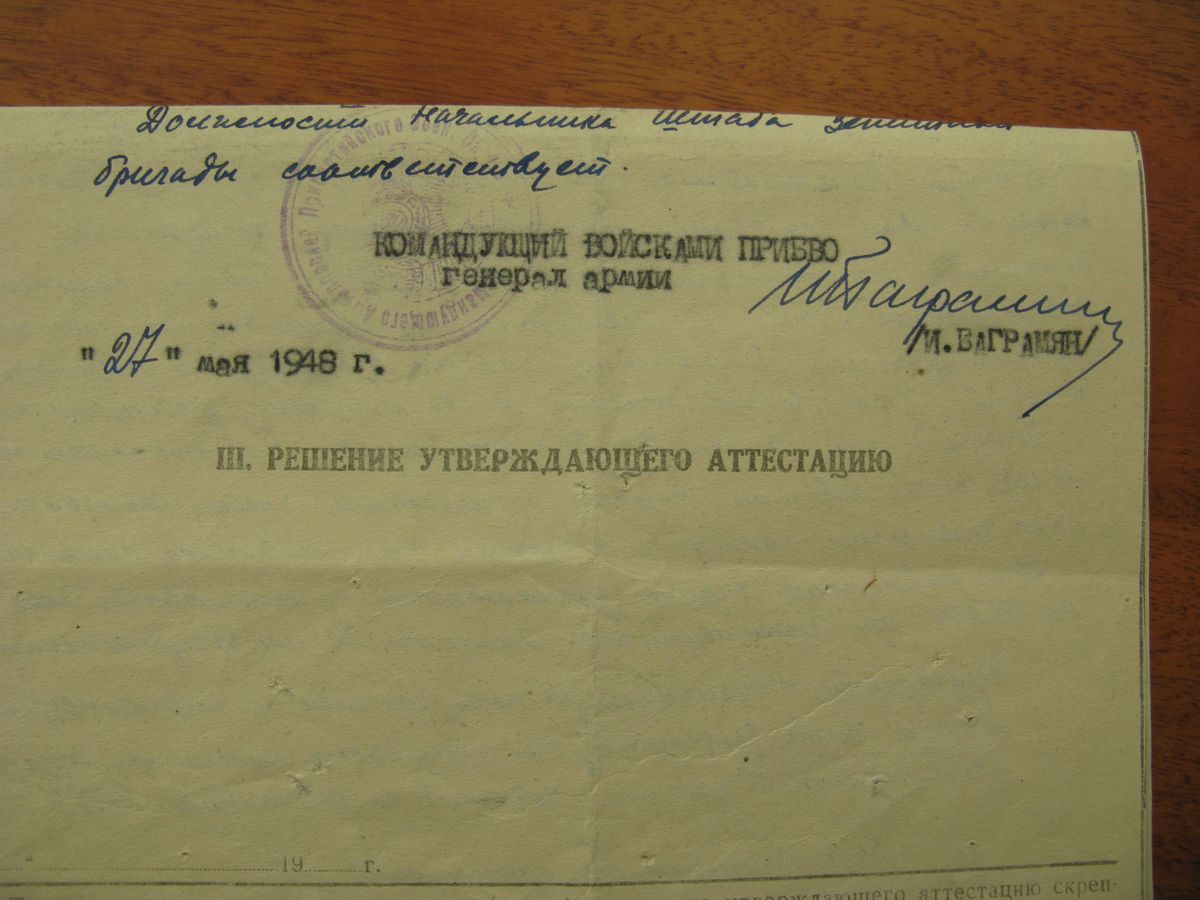 Должности Начальника Штаба зенитной
бригады соответствует.
КОМАНДУЮЩИЙ ВОЙСКАМИ ПРИБВО
генерал армии
ИБаграмян
/И.БАГРАМЯН/
"27" мая 1948 г.
III. РЕШЕНИЕ УТВЕРЖДАЮЩЕГО АТТЕСТАЦИЮ
" 19 г.
утверждающего аттестацию скреп-